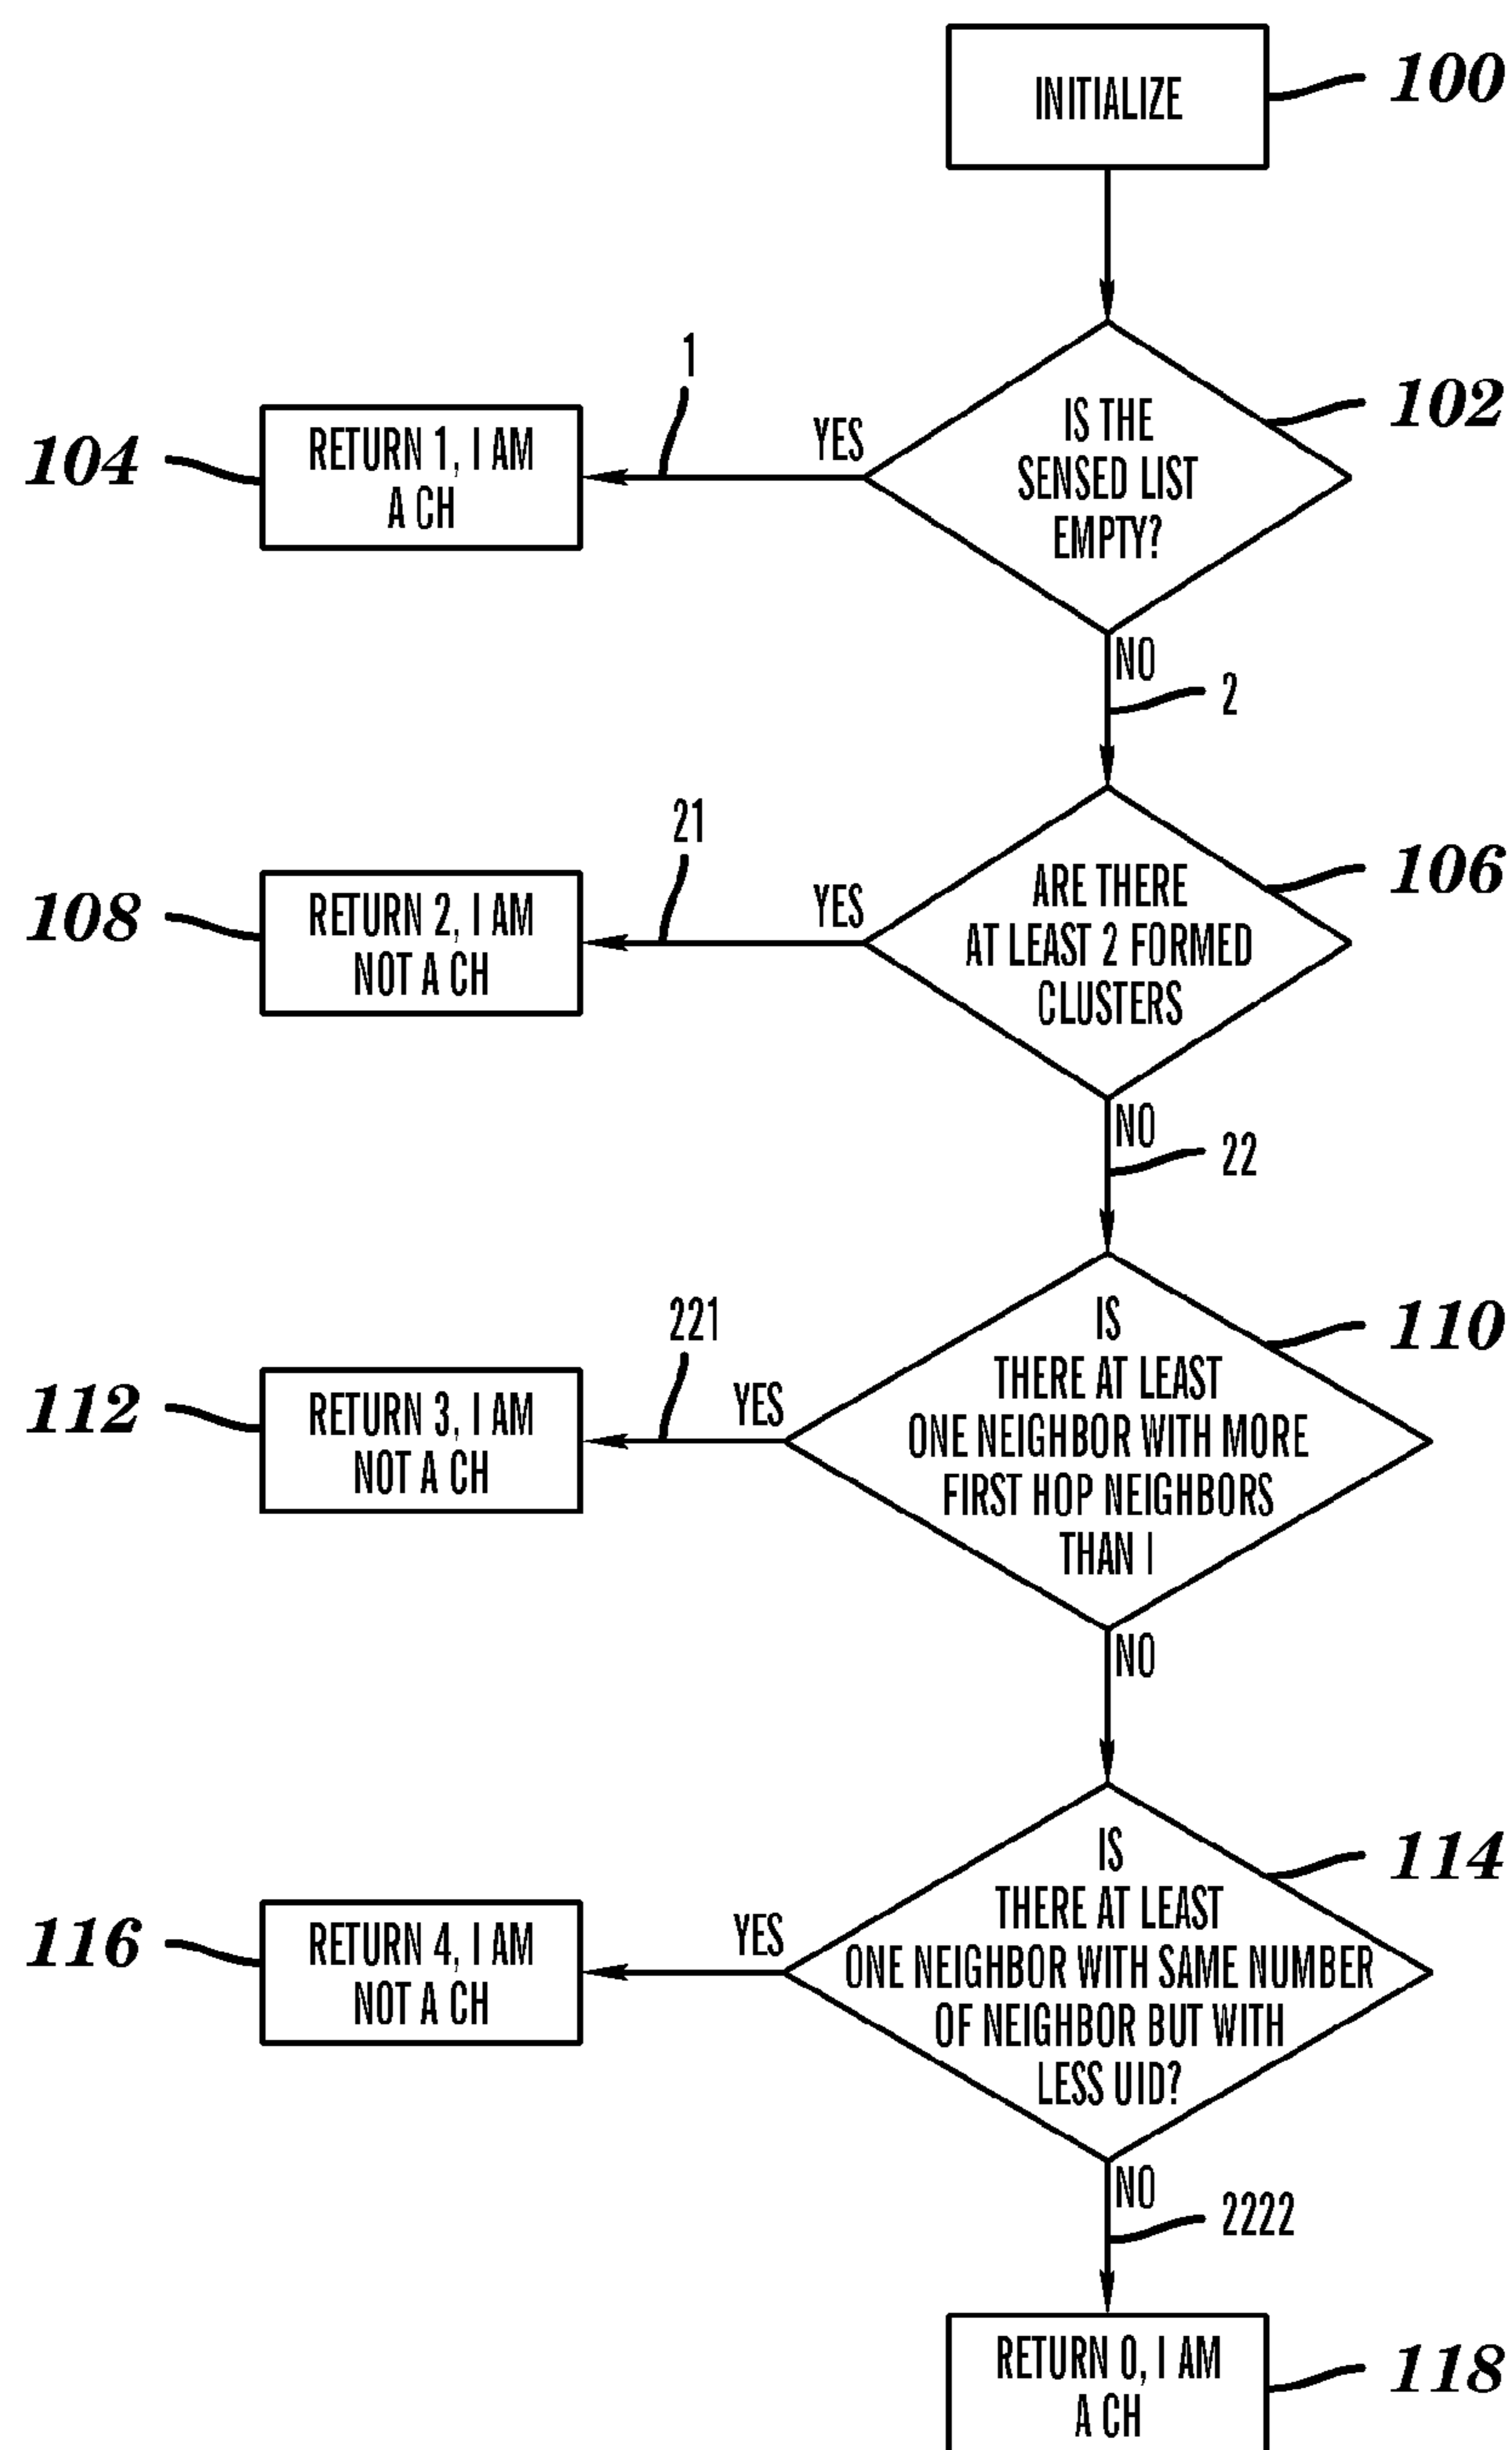 INITIALIZE
100
1
YES
IS THE
SENSED LIST
EMPTY?
102
104
RETURN 1, I AM
A CH
NO
2
21
YES
ARE THERE
AT LEAST 2 FORMED
CLUSTERS
106
108
RETURN 2, I AM
NOT A CH
NO
22
221
YES
IS
THERE AT LEAST
ONE NEIGHBOR WITH MORE
FIRST HOP NEIGHBORS
THAN I
110
112
RETURN 3, I AM
NOT A CH
NO
YES
IS
THERE AT LEAST
ONE NEIGHBOR WITH SAME NUMBER
OF NEIGHBOR BUT WITH
LESS UID?
114
116
RETURN 4, I AM
NOT A CH
NO
2222
RETURN 0, I AM
A CH
118